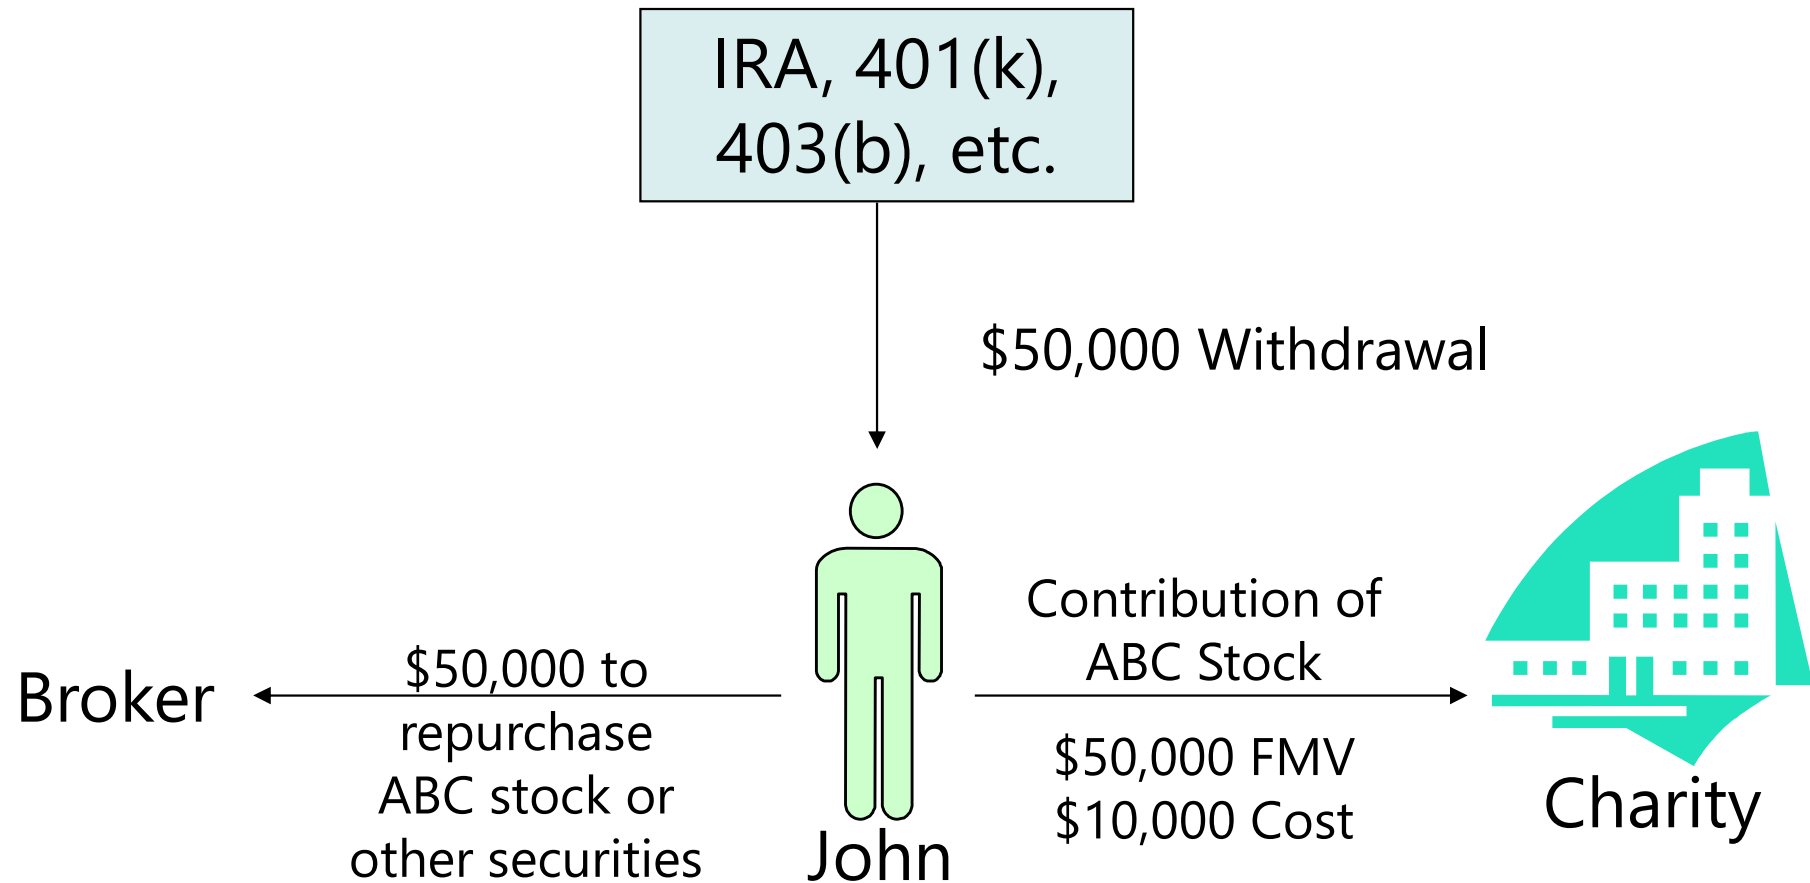 IRA, 401(k),
403(b), etc.
$50,000 Withdrawal
Broker
$50,000 to
repurchase
ABC stock or
other securities
John
Contribution of
ABC Stock
$50,000 FMV
$10,000 Cost
Charity